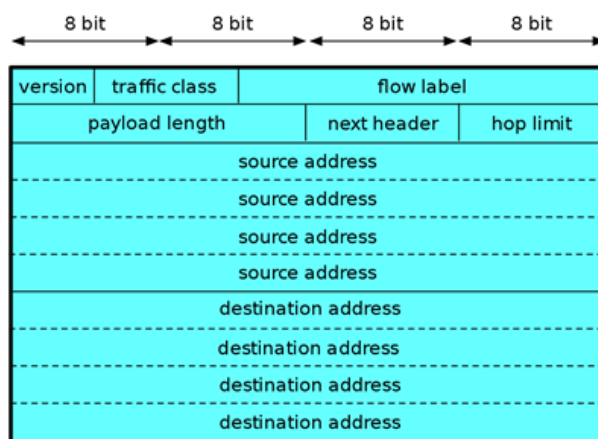 8 bit 8 bit 8 bit 8 bit
version traffic class flow label
payload length next header hop limit
source address
source address
source address
source address
destination address
destination address
destination address
destination address